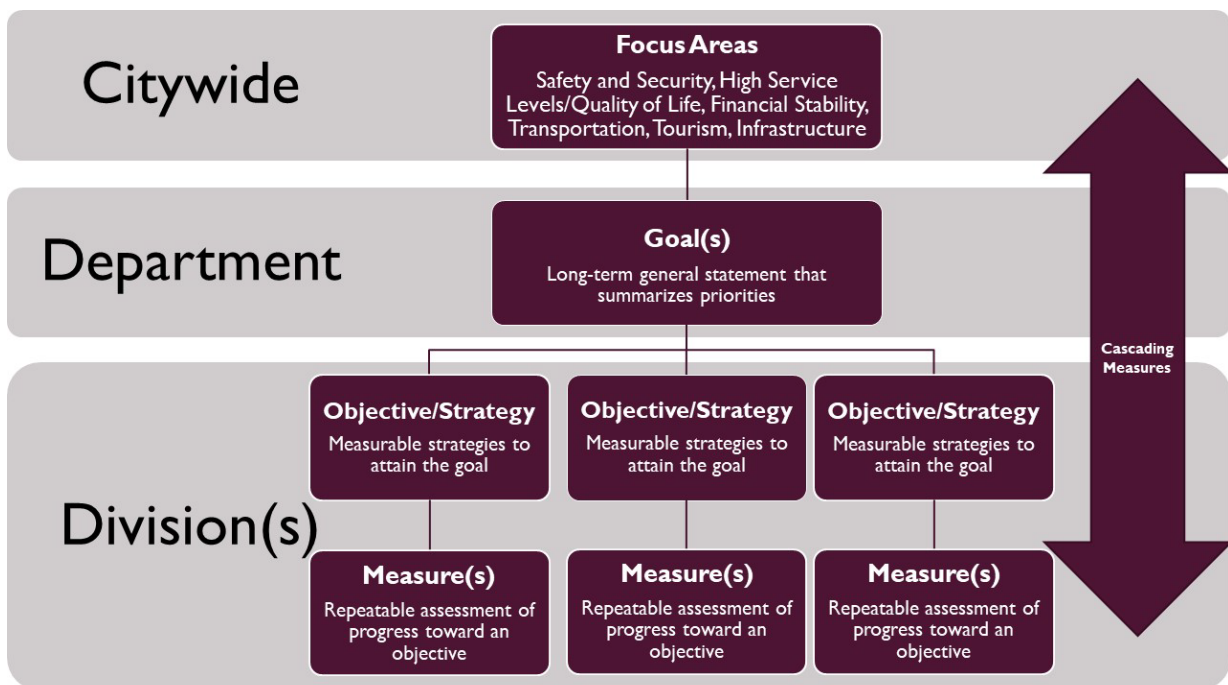 Citywide
Focus Areas
Safety and Security, High Service
Levels/Quality of Life, Financial Stability,
Transportation, Tourism, Infrastructure
Department
Goal(s)
Long-term general statement that
summarizes priorities
Cascading
Measures
Division(s)
Objective/Strategy
Measurable strategies to
attain the goal
Objective/Strategy
Measurable strategies to
attain the goal
Objective/Strategy
Measurable strategies to
attain the goal
Measure(s)
Repeatable assessment of
progress toward an
objective
Measure(s)
Repeatable assessment of
progress toward an
objective
Measure(s)
Repeatable assessment of
progress toward an
objective